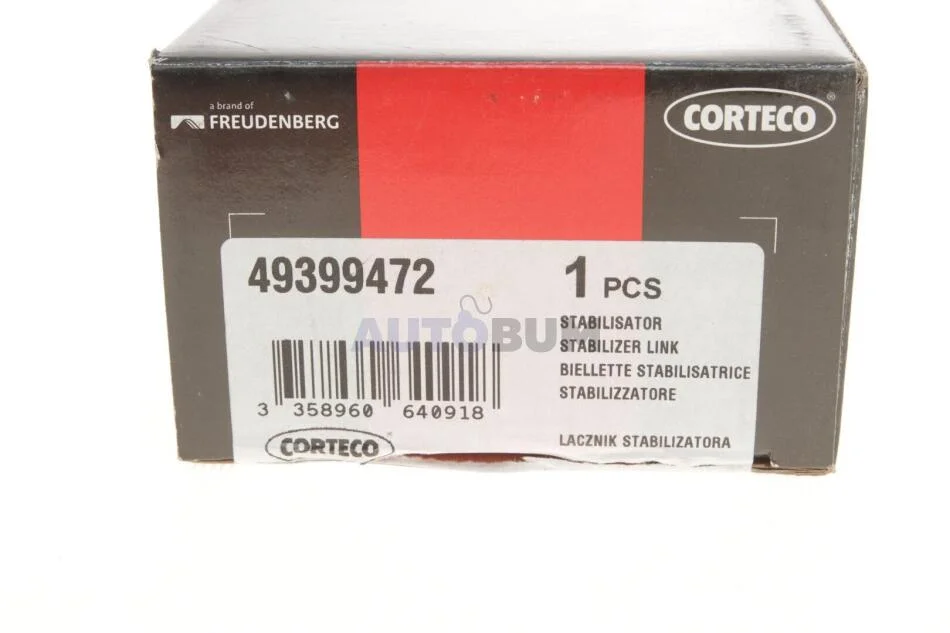 a brand of
FREUDENBERG
CORTECO®
49399472
1 PCS
AUTOBUM
STABILISATOR
STABILIZER LINK
BIELLETTE STABILISATRICE
STABILIZZATORE
3 358960 640918
CORTECO
LACZNIK STABILIZATORA